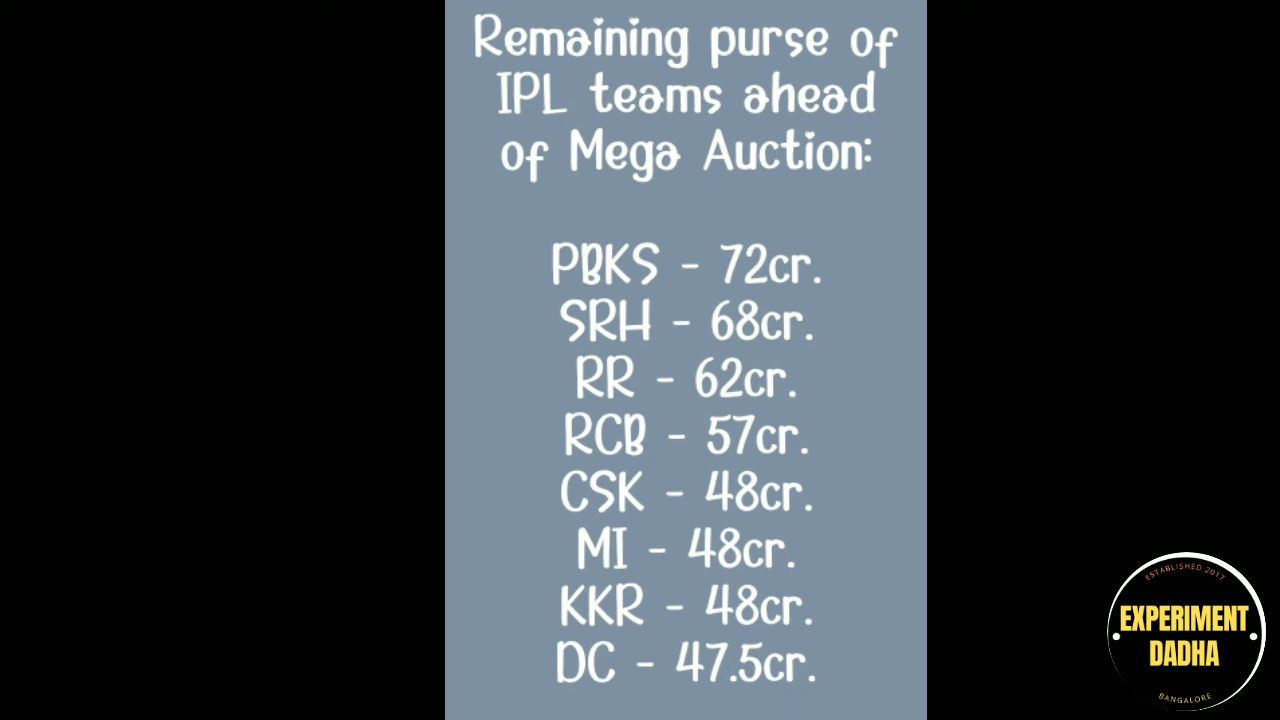 Remaining purse of
IPL teams ahead
of Mega Auction:
PBKS - 72cr.
SRH - 68cr.
RR - 62cr.
RCB - 57cr.
CSK - 48cr.
MI - 48cr.
KKR - 48cr.
DC - 47.5cr.
ESTABLISHED 2017
EXPERIMENT
DADHA
BANGALORE